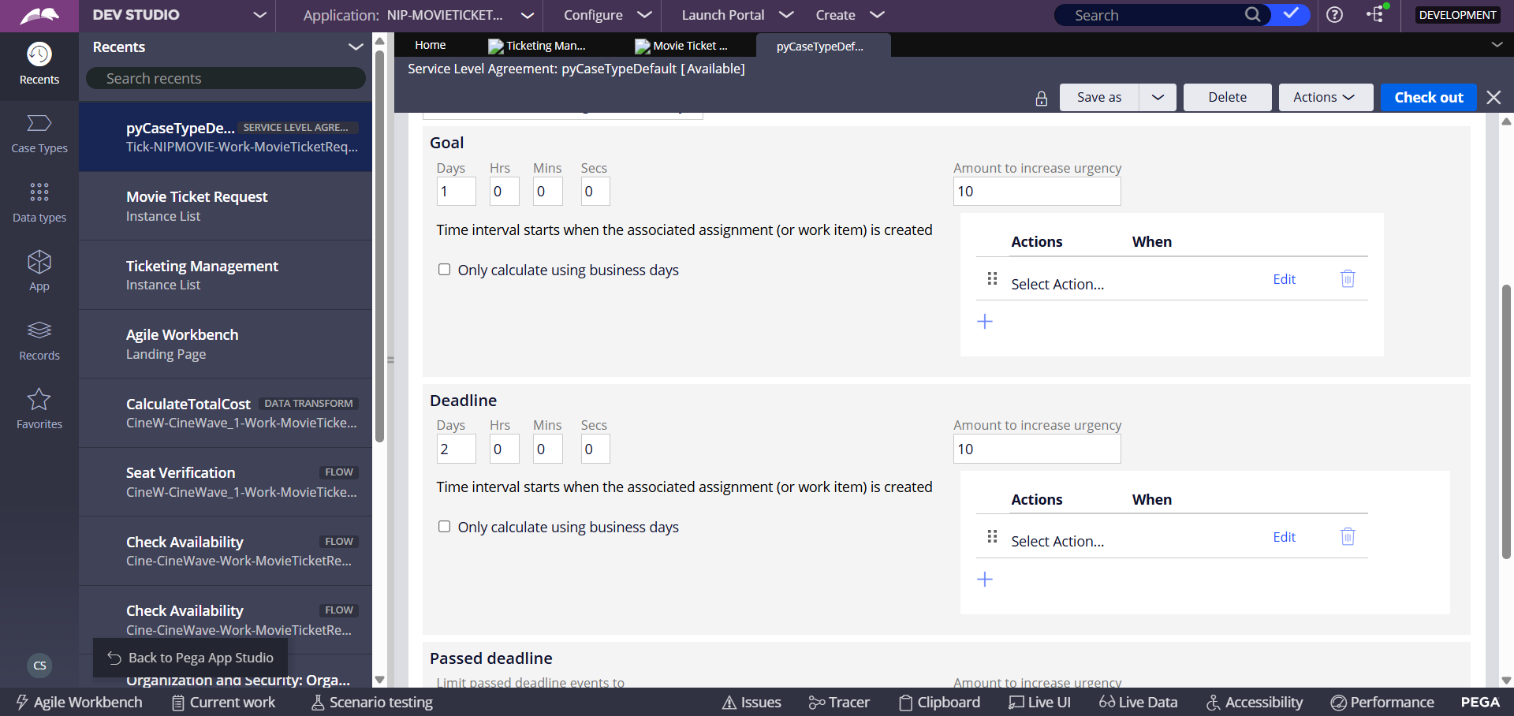 DEV STUDIO
Application: NIP-MOVIETICKET...
Configure
Launch Portal
Create
Search
DEVELOPMENT
Recents
Case Types
Data types
App
Records
Favorites
CS
Recents
Search recents
pyCaseTypeDe... SERVICE LEVEL AGRE...
Tick-NIPMOVIE-Work-MovieTicketReq...
Movie Ticket Request
Instance List
Ticketing Management
Instance List
Agile Workbench
Landing Page
CalculateTotalCost DATA TRANSFORM
CineW-CineWave_1-Work-MovieTicke...
Seat Verification FLOW
CineW-CineWave_1-Work-MovieTicke...
Check Availability FLOW
Cine-CineWave-Work-MovieTicketRe...
Check Availability FLOW
Cine-CineWave-Work-MovieTicketRe...
Back to Pega App Studio
Organization and Security: Orga...
Home
Ticketing Man...
Movie Ticket ...
pyCaseTypeDef...
Service Level Agreement: pyCaseTypeDefault [Available]
Save as
Delete
Actions
Check out
Goal
Days Hrs Mins Secs
1 0 0 0
Amount to increase urgency
10
Time interval starts when the associated assignment (or work item) is created
Only calculate using business days
Actions When
Select Action... Edit
Deadline
Days Hrs Mins Secs
2 0 0 0
Amount to increase urgency
10
Time interval starts when the associated assignment (or work item) is created
Only calculate using business days
Actions When
Select Action... Edit
Passed deadline
Limit passed deadline events to
Amount to increase urgency
Agile Workbench
Current work
Scenario testing
Issues
Tracer
Clipboard
Live UI
Live Data
Accessibility
Performance
PEGA